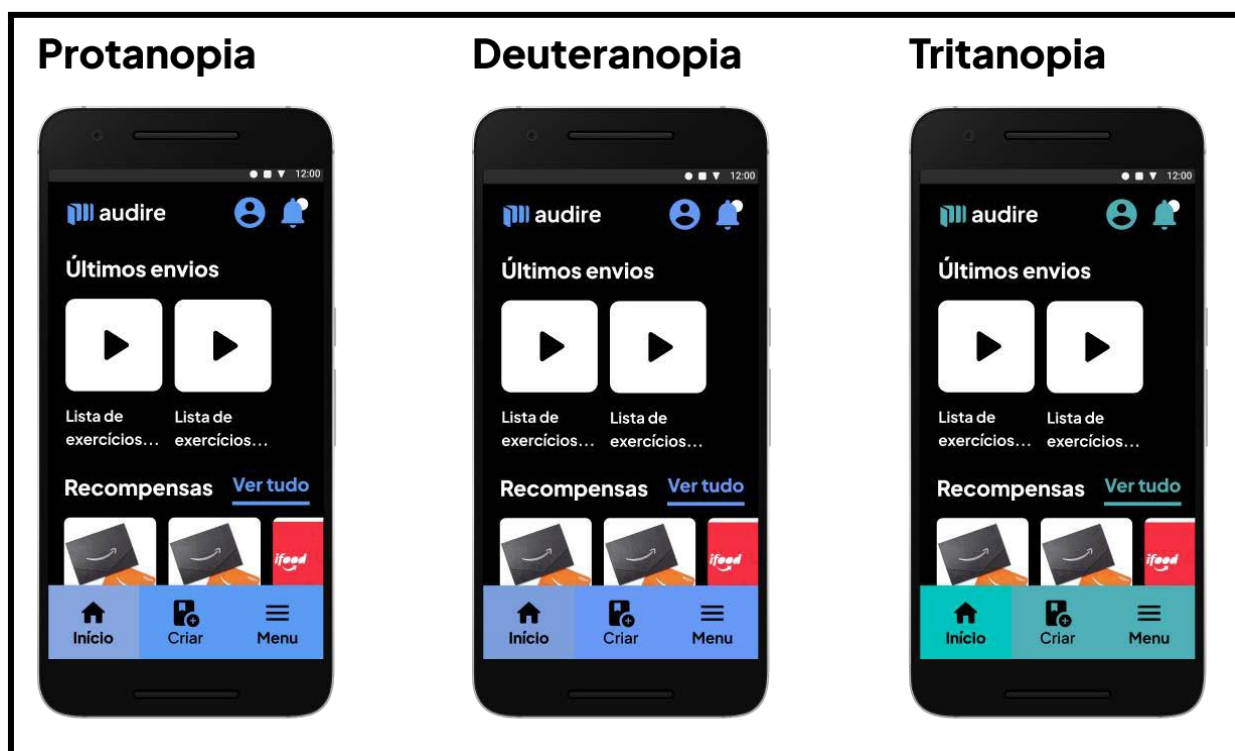 Protanopia
12:00
audire
Últimos envios
Lista de
exercícios...
Lista de
exercícios...
Recompensas Ver tudo
ifood
Início Criar Menu
Deuteranopia
12:00
audire
Últimos envios
Lista de
exercícios...
Lista de
exercícios...
Recompensas Ver tudo
ifood
Início Criar Menu
Tritanopia
12:00
audire
Últimos envios
Lista de
exercícios...
Lista de
exercícios...
Recompensas Ver tudo
ifood
Início Criar Menu